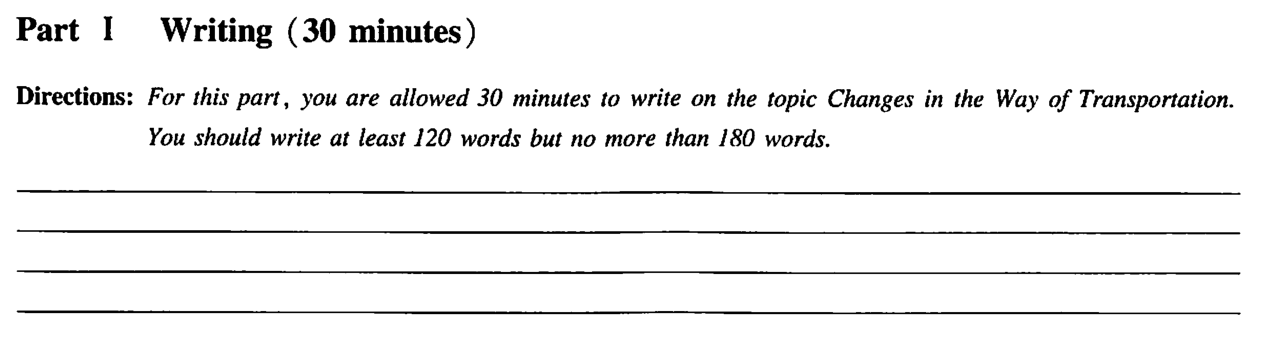 Part Ⅰ Writing (30 minutes)
Directions: For this part, you are allowed 30 minutes to write on the topic Changes in the Way of Transportation.
You should write at least 120 words but no more than 180 words.